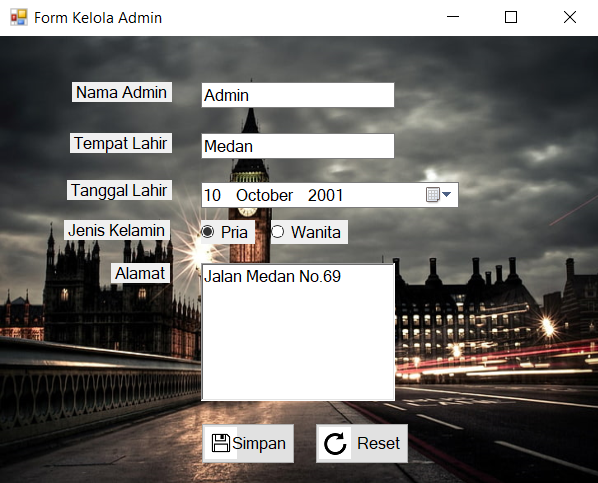 Form Kelola Admin
Nama Admin Admin
Tempat Lahir Medan
Tanggal Lahir 10 October 2001
Jenis Kelamin Pria Wanita
Alamat Jalan Medan No.69
Simpan Reset